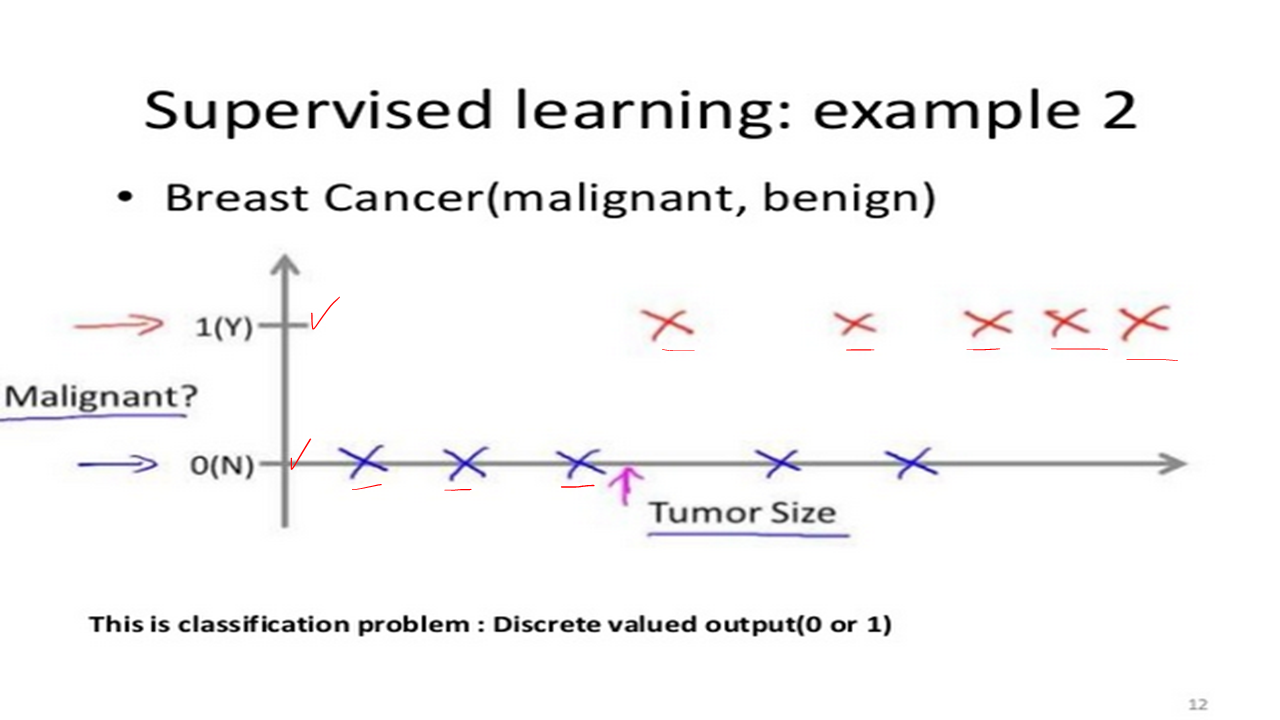 Supervised learning: example 2
• Breast Cancer(malignant, benign)
1(Y)
Malignant?
0(N)
Tumor Size
This is classification problem : Discrete valued output(0 or 1)
12